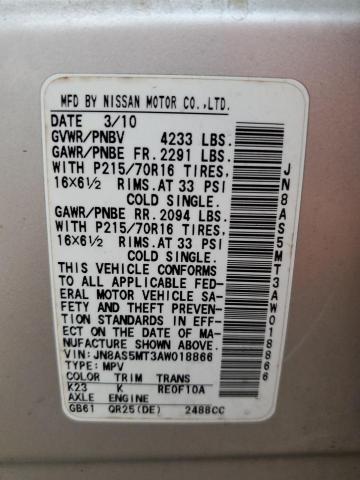 MFD BY NISSAN MOTOR CO.,LTD.
DATE 3/10
GVWR/PNBV 4233 LBS.
GAWR/PNBE FR. 2291 LBS.
WITH P215/70R16 TIRES,
16X6½ RIMS. AT 33 PSI
COLD SINGLE.
GAWR/PNBE RR. 2094 LBS.
WITH P215/70R16 TIRES,
16X6½ RIMS. AT 33 PSI
COLD SINGLE.
THIS VEHICLE CONFORMS
TO ALL APPLICABLE FED-
ERAL MOTOR VEHICLE SA-
FETY AND THEFT PREVENTION
STANDARDS IN EFF-
ECT ON THE DATE OF MA-
NUFACTURE SHOWN ABOVE.
VIN: JN8AS5MT3AW018866
TYPE: MPV
COLOR TRIM TRANS
K23 K RE0F10A
AXLE ENGINE
GB61 QR25(DE) 2488CC
JN8AS5MT3AW018866